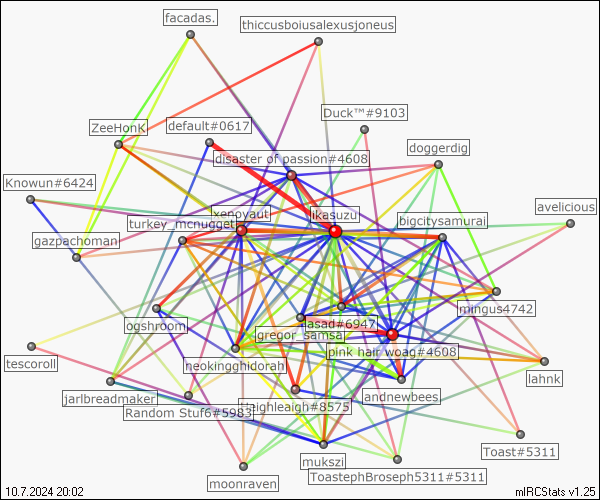 facadas.
thiccusboiusalexusjoneus
Duck™#9103
ZeeHonK
default#0617
doggerdig
disaster of passion#4608
Knowun#6424
avelicious
xenoyaut
ikasuzu
bigcitysamurai
turkey_mcnugget
gazpachoman
mingus4742
ogshroom
nasad#6947
gregor_samsa
pink hair woag#4608
tescoroll
neokingghidorah
lahnk
jarlbreadmaker
andnewbees
Random Stuf6#5983
#8575
Toast#5311
mukszi
moonraven
ToastephBroseph5311#5311
10.7.2024 20:02
mIRCStats v1.25